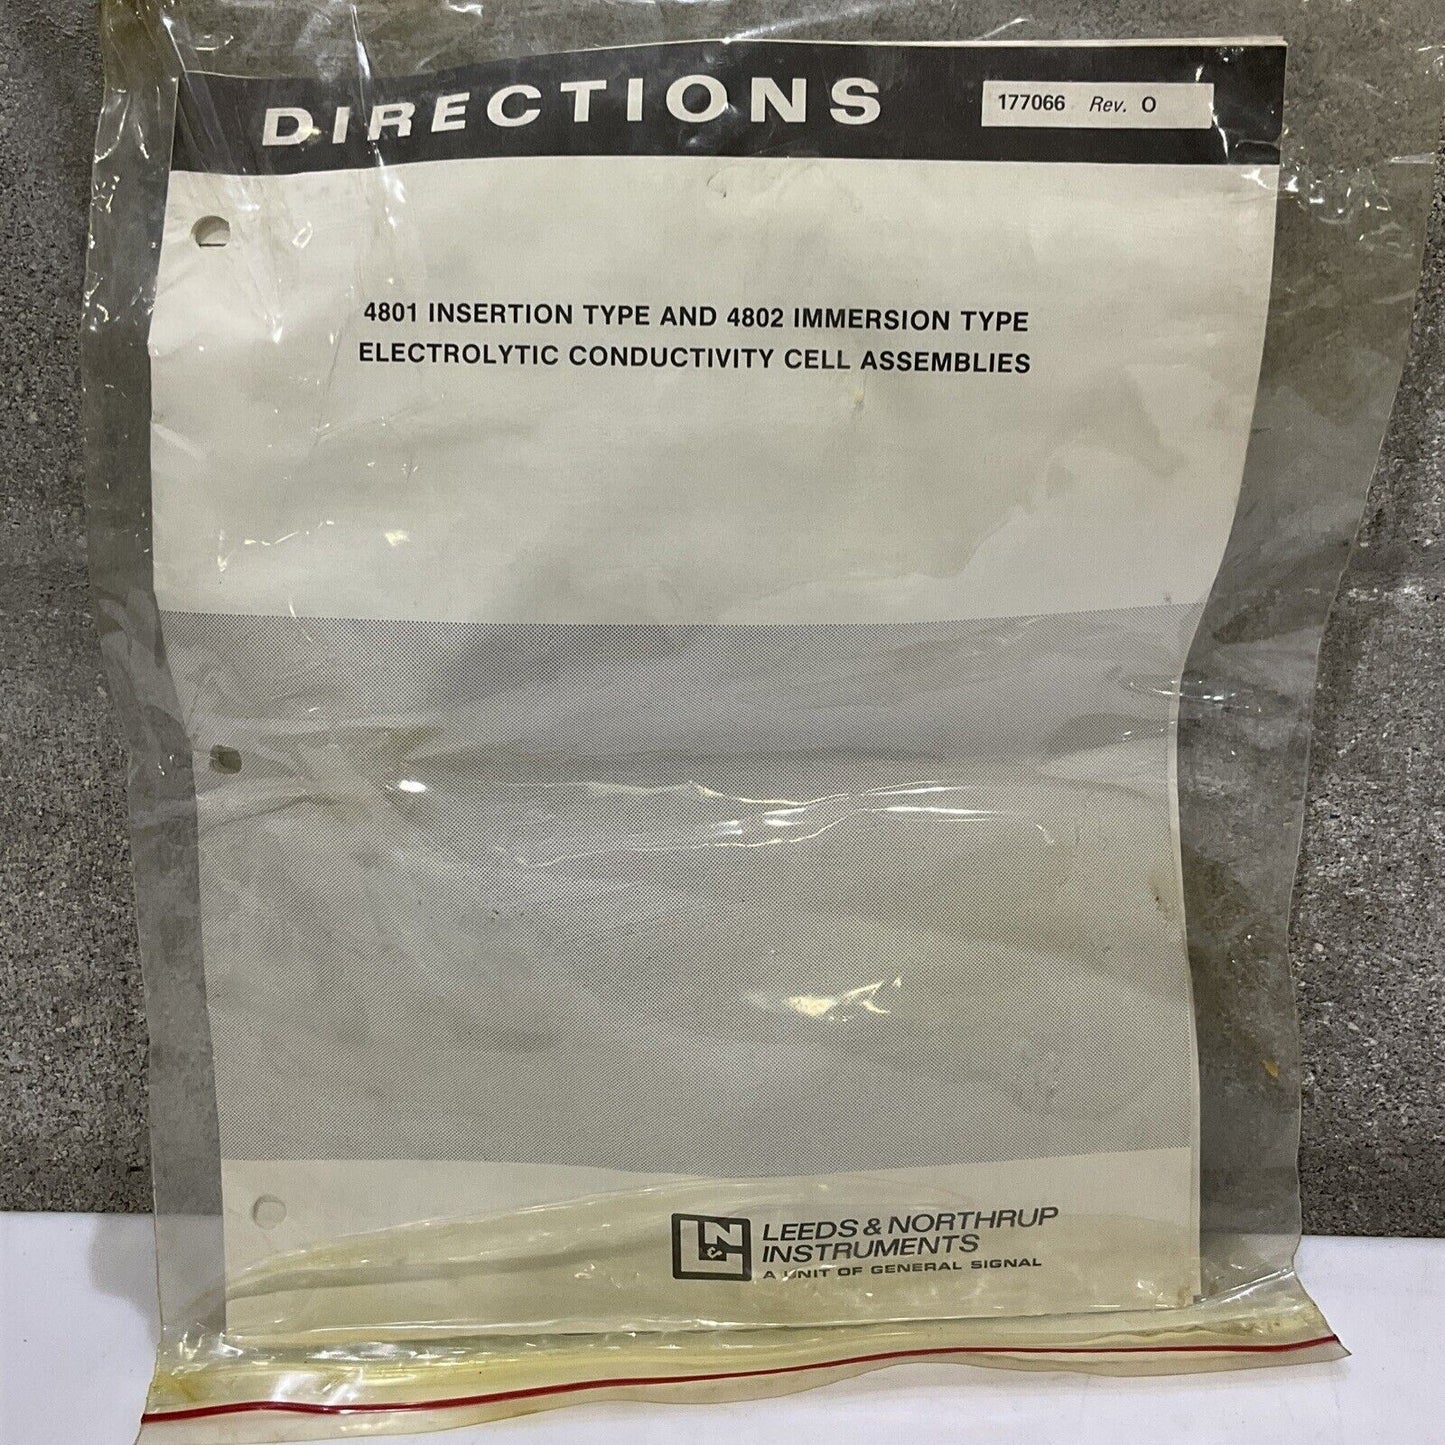 DIRECTIONS
177066 Rev. O
4801 INSERTION TYPE AND 4802 IMMERSION TYPE
ELECTROLYTIC CONDUCTIVITY CELL ASSEMBLIES
L&N
LEEDS & NORTHRUP
INSTRUMENTS
A UNIT OF GENERAL SIGNAL